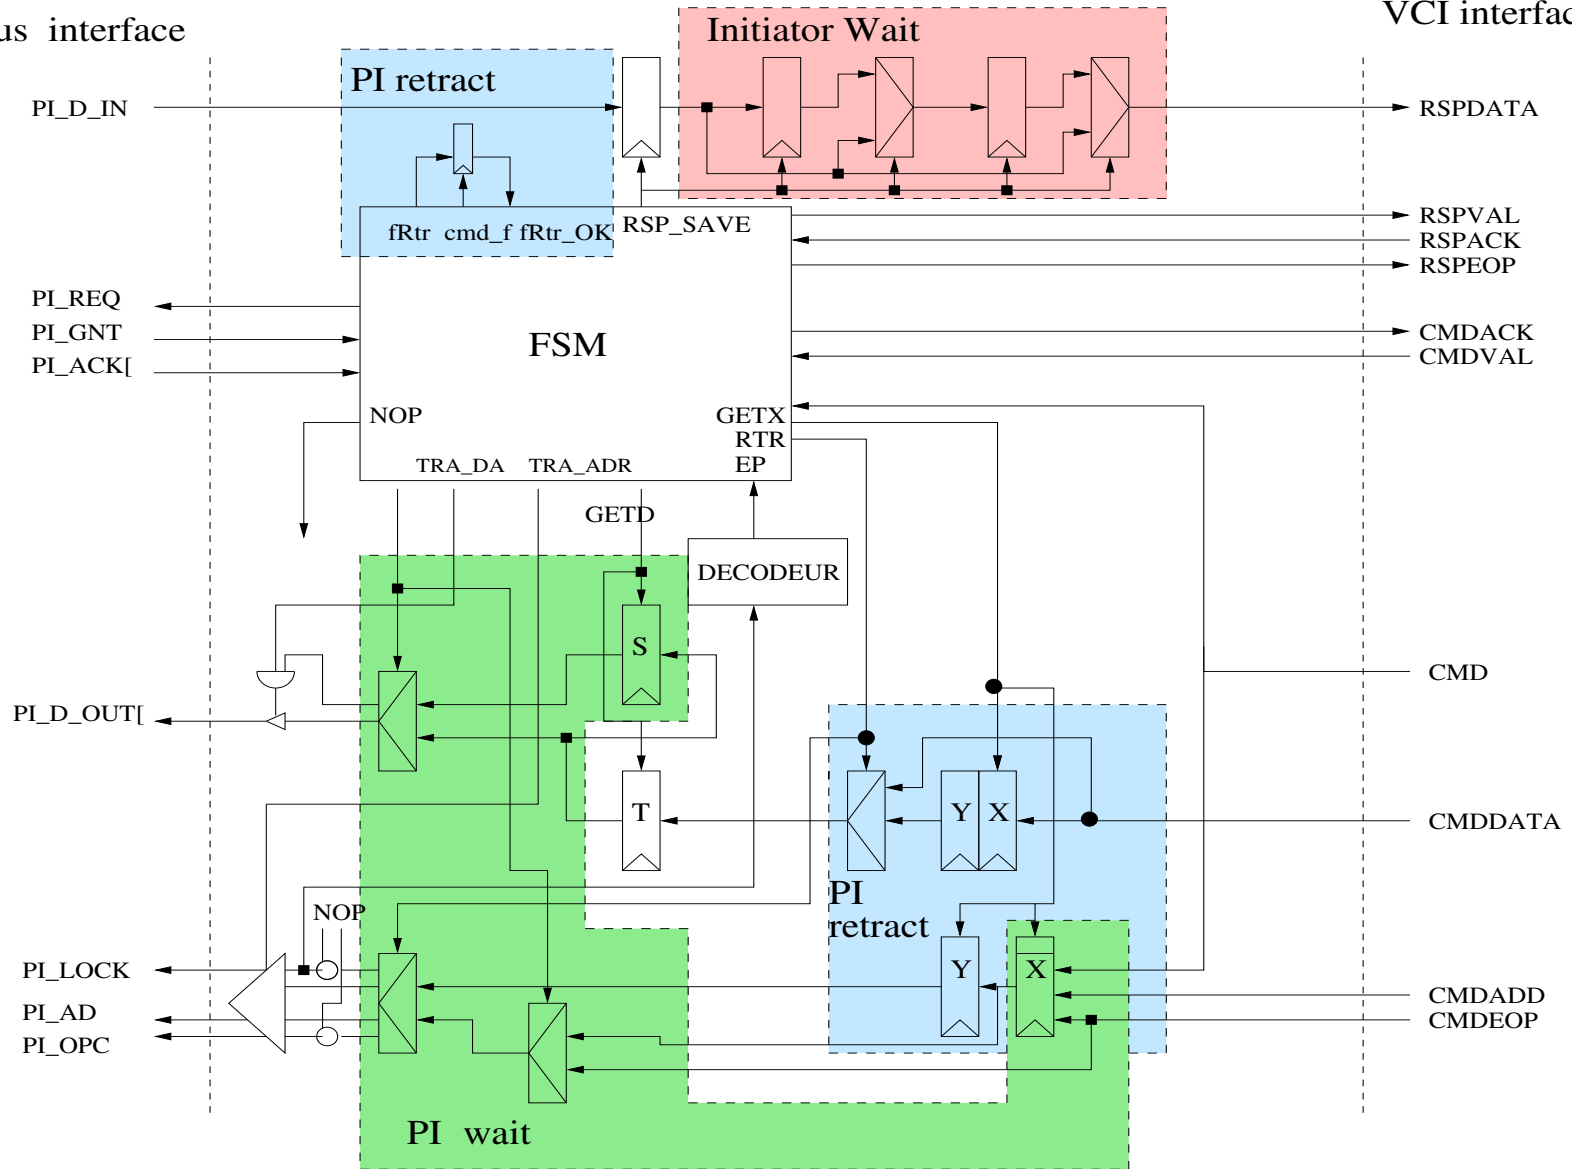 us interface
VCI interfac
Initiator Wait
PI retract
PI_D_IN
RSPDATA
fRtr cmd_f fRtr_OK
RSP_SAVE
RSPVAL
RSPACK
RSPEOP
PI_REQ
PI_GNT
PI_ACK[
FSM
CMDACK
CMDVAL
NOP
GETX
RTR
EP
TRA_DA
TRA_ADR
GETD
DECODEUR
S
CMD
PI_D_OUT[
T
Y
X
CMDDATA
PI
retract
NOP
PI_LOCK
Y
X
PI_AD
CMDADD
PI_OPC
CMDEOP
PI wait